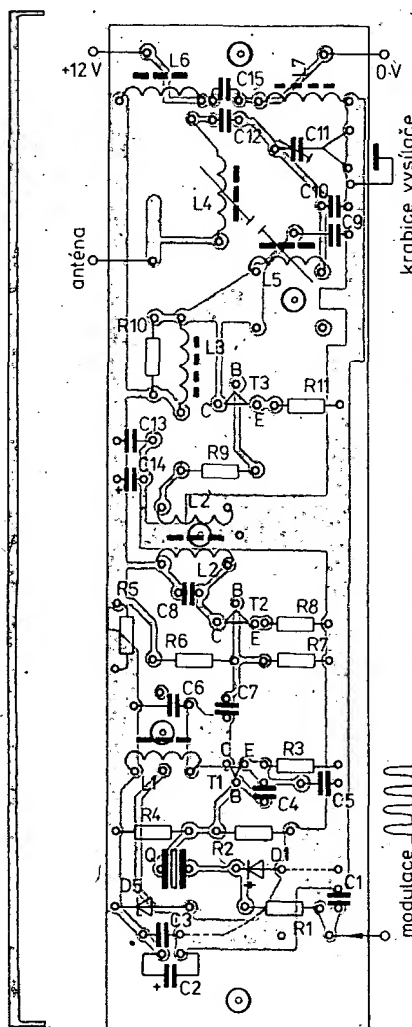 +12 V
L6
C15
L7
0 V
C12
C11
C10
C9
L4
L5
anténa
krabice vysílače
R10
L3
B
T3
C
E
R11
C13
C14
R9
L2
L2
R5
C8
B
T2
C
E
R8
R6
R7
C6
C7
C
E
R3
L1
T1
B
C4
C5
R4
R2
Q
D1
D5
C3
R1
C1
C2
+
+
modulace